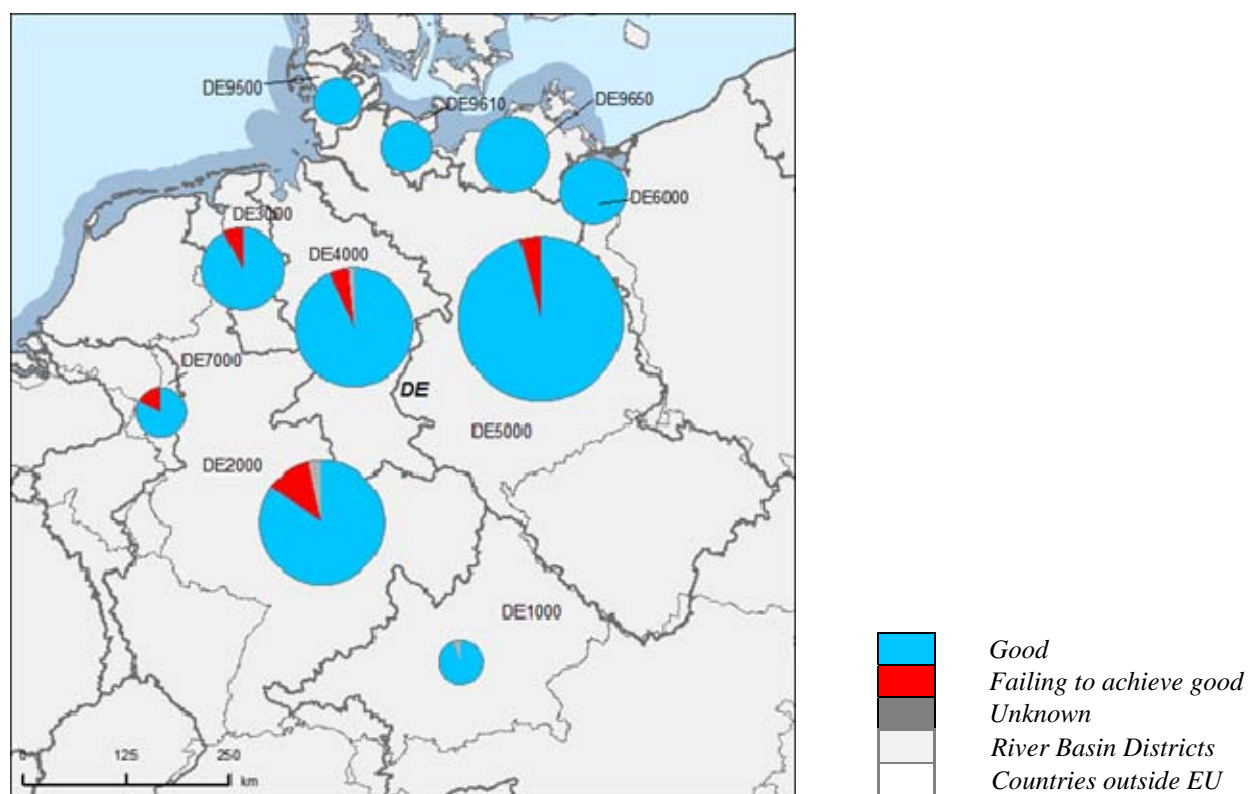 DE9500
DE9610
DE9650
DE6000
DE3000
DE4000
DE7000
DE
DE5000
DE2000
DE1000
0 125 250
km
Good
Failing to achieve good
Unknown
River Basin Districts
Countries outside EU